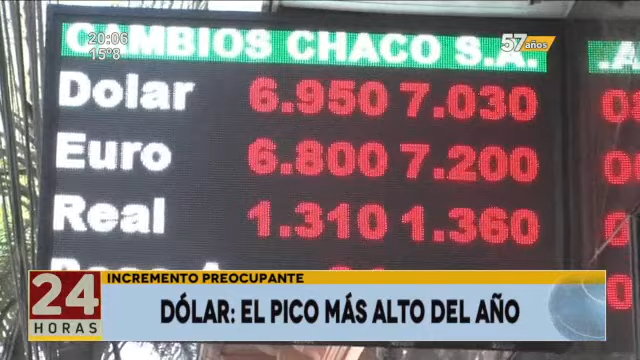 20:06
15°8
57 años
CAMBIOS CHACO S.A.
.A
Dolar 6.950 7.030
Euro 6.800 7.200
Real 1.310 1.360
24
HORAS
INCREMENTO PREOCUPANTE
DÓLAR: EL PICO MÁS ALTO DEL AÑO